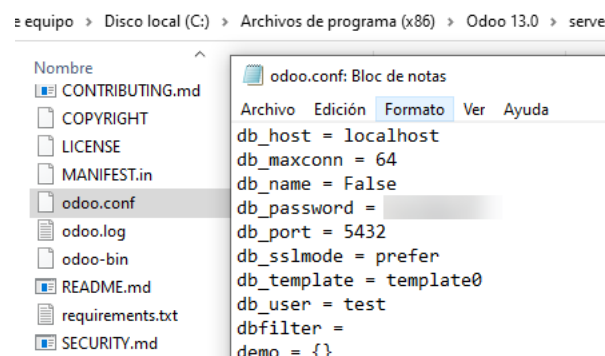 e equipo > Disco local (C:) > Archivos de programa (x86) > Odoo 13.0 > serve
Nombre
CONTRIBUTING.md
COPYRIGHT
LICENSE
MANIFEST.in
odoo.conf
odoo.log
odoo-bin
README.md
requirements.txt
SECURITY.md
odoo.conf: Bloc de notas
Archivo Edición Formato Ver Ayuda
db_host = localhost
db_maxconn = 64
db_name = False
db_password =
db_port = 5432
db_sslmode = prefer
db_template = template0
db_user = test
dbfilter =
demo = {}